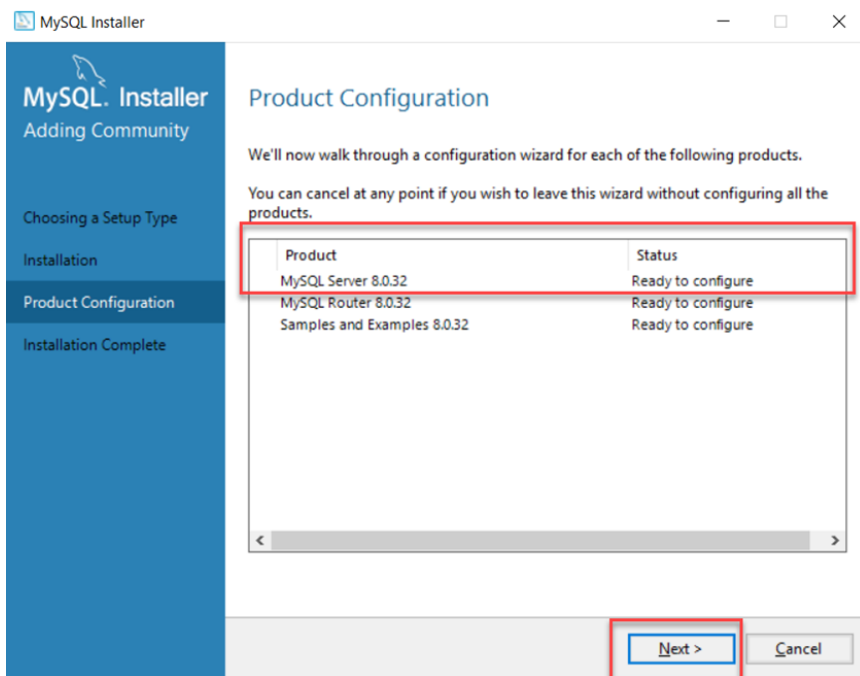 MySQL Installer
MySQL. Installer
Adding Community
Choosing a Setup Type
Installation
Product Configuration
Installation Complete
Product Configuration
We'll now walk through a configuration wizard for each of the following products.
You can cancel at any point if you wish to leave this wizard without configuring all the
products.
Product Status
MySQL Server 8.0.32 Ready to configure
MySQL Router 8.0.32 Ready to configure
Samples and Examples 8.0.32 Ready to configure
Next > Cancel